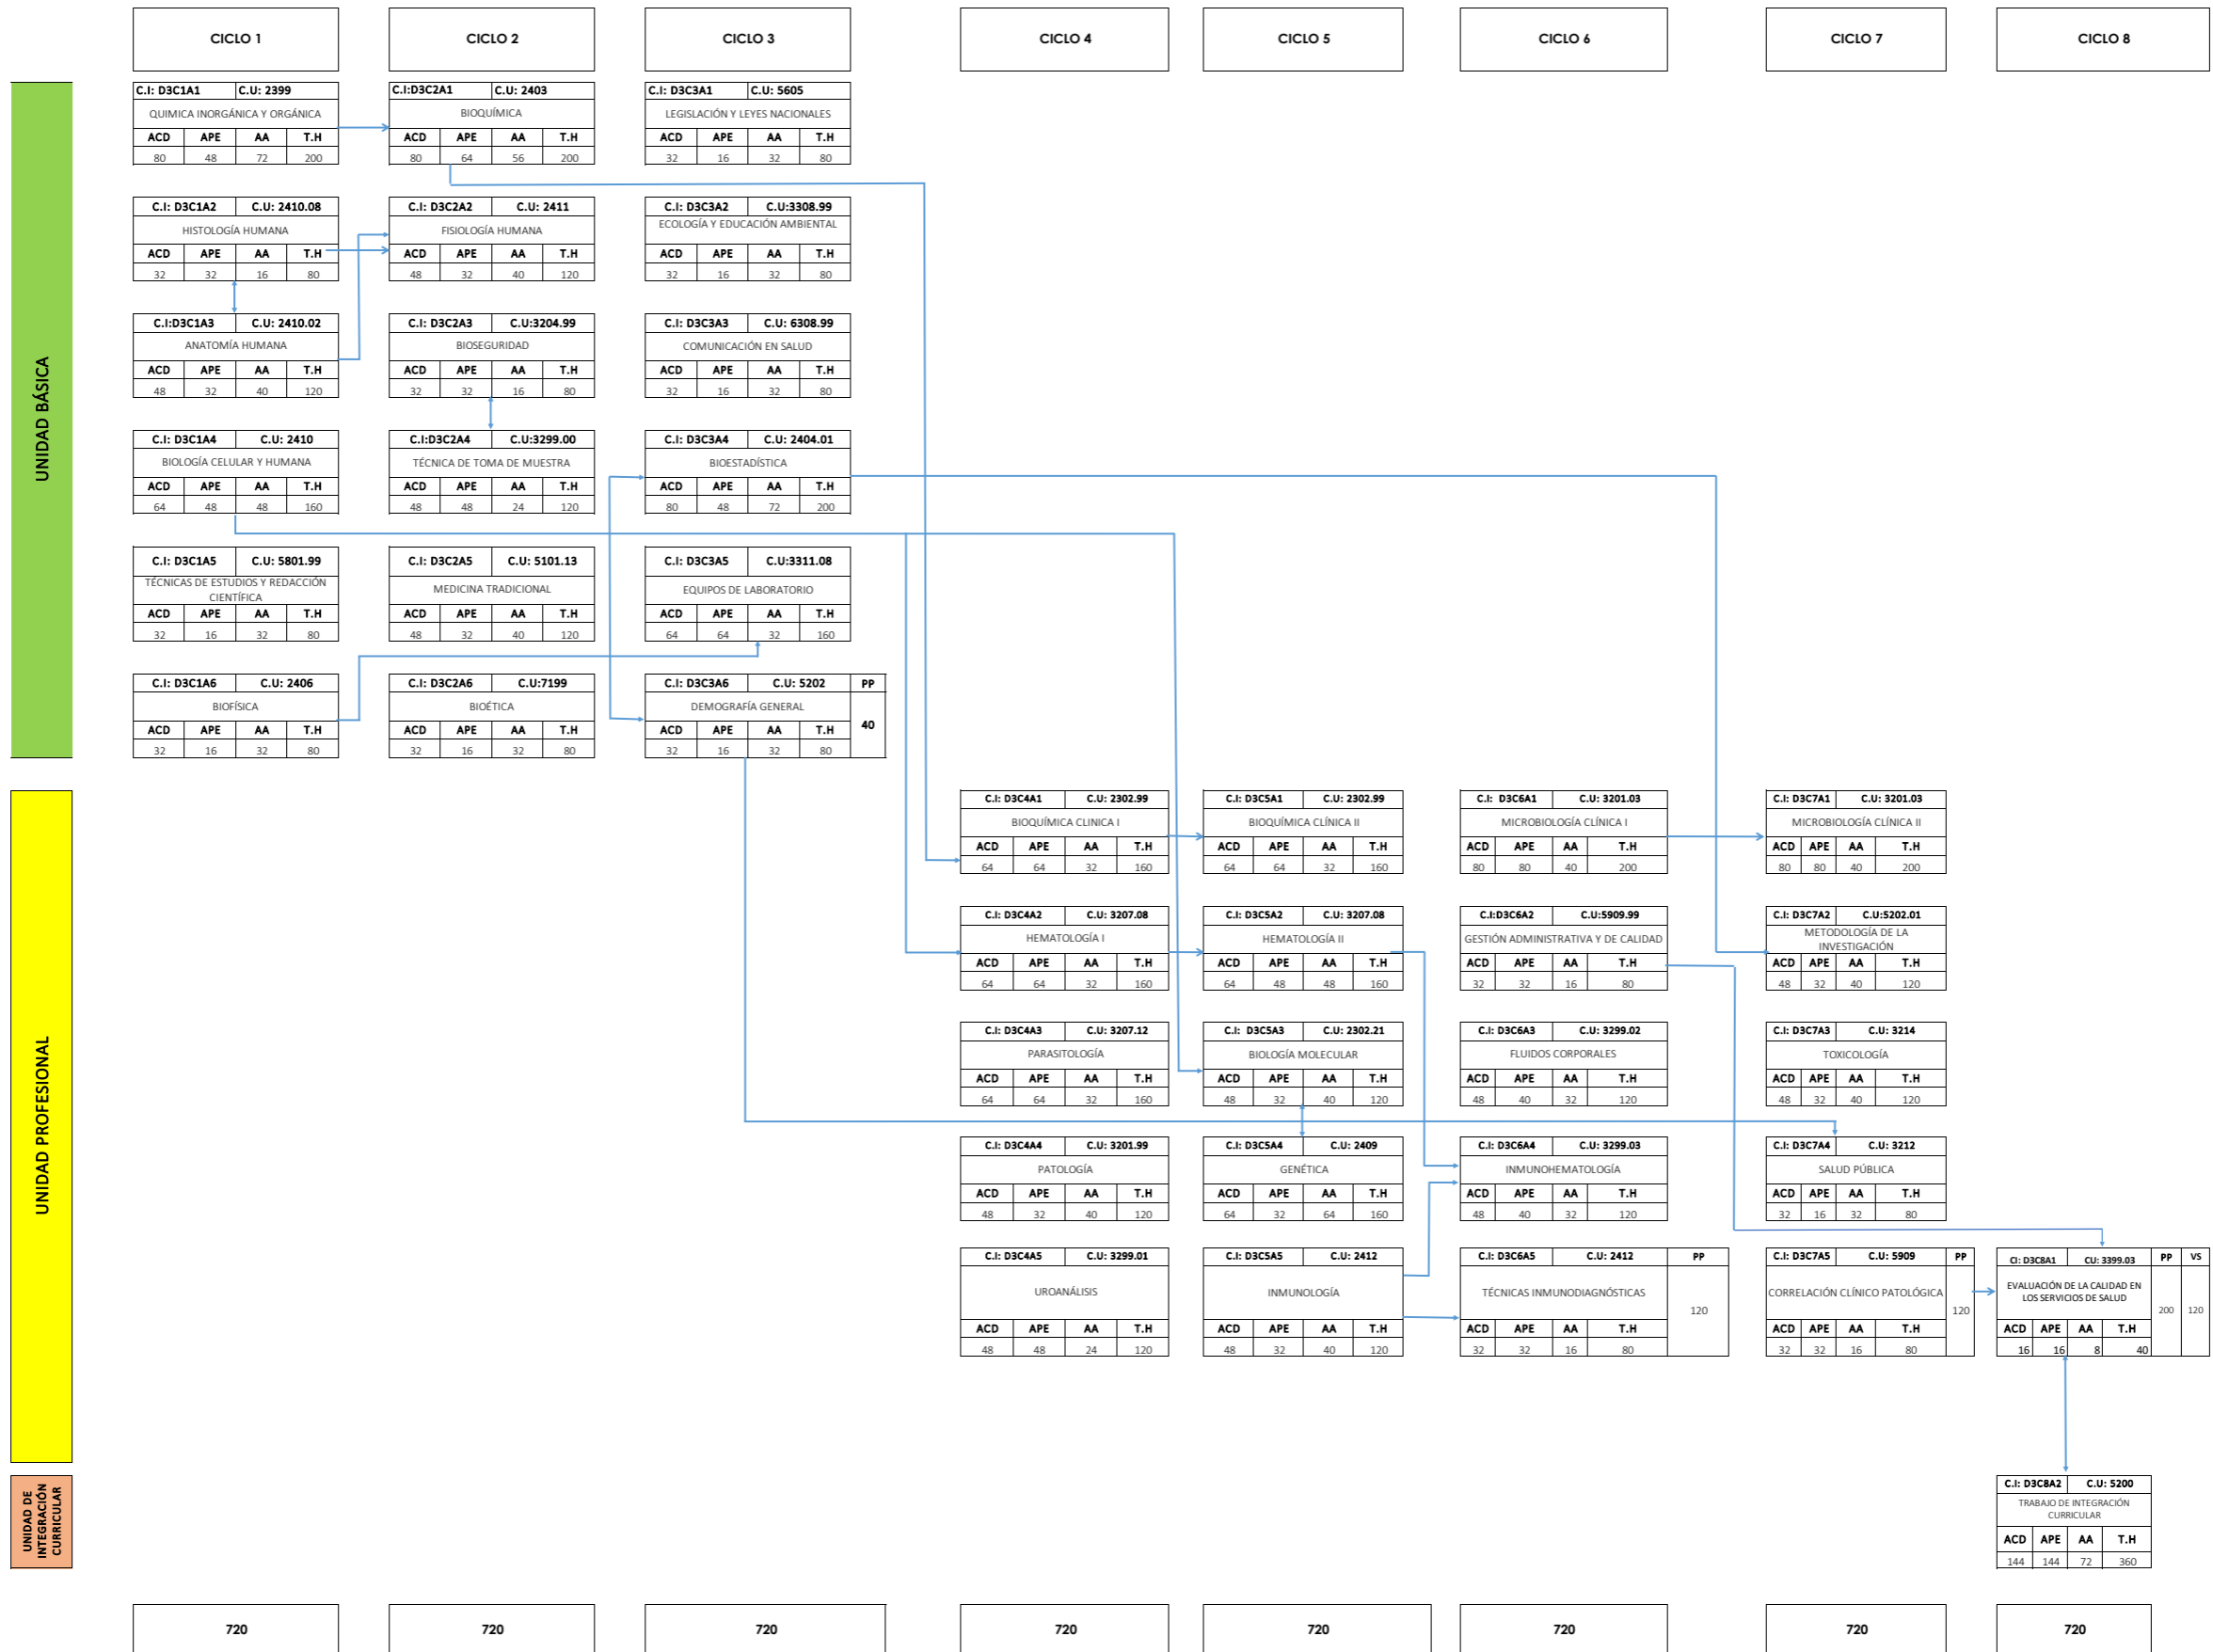 CICLO 1 CICLO 2 CICLO 3 CICLO 4 CICLO 5 CICLO 6 CICLO 7 CICLO 8
UNIDAD BÁSICA
C.I: D3C1A1 C.U: 2399 C.I:D3C2A1 C.U: 2403 C.I: D3C3A1 C.U: 5605
QUIMICA INORGÁNICA Y ORGÁNICA BIOQUÍMICA LEGISLACIÓN Y LEYES NACIONALES
ACD APE AA T.H ACD APE AA T.H ACD APE AA T.H
80 48 72 200 80 64 56 200 32 16 32 80
C.I: D3C1A2 C.U: 2410.08 C.I: D3C2A2 C.U: 2411 C.I: D3C3A2 C.U:3308.99
HISTOLOGÍA HUMANA FISIOLOGÍA HUMANA ECOLOGÍA Y EDUCACIÓN AMBIENTAL
ACD APE AA T.H ACD APE AA T.H ACD APE AA T.H
32 32 16 80 48 32 40 120 32 16 32 80
C.I:D3C1A3 C.U: 2410.02 C.I: D3C2A3 C.U:3204.99 C.I: D3C3A3 C.U: 6308.99
ANATOMÍA HUMANA BIOSEGURIDAD COMUNICACIÓN EN SALUD
ACD APE AA T.H ACD APE AA T.H ACD APE AA T.H
48 32 40 120 32 32 16 80 32 16 32 80
C.I: D3C1A4 C.U: 2410 C.I:D3C2A4 C.U:3299.00 C.I: D3C3A4 C.U: 2404.01
BIOLOGÍA CELULAR Y HUMANA TÉCNICA DE TOMA DE MUESTRA BIOESTADÍSTICA
ACD APE AA T.H ACD APE AA T.H ACD APE AA T.H
64 48 48 160 48 48 24 120 80 48 72 200
C.I: D3C1A5 C.U: 5801.99 C.I: D3C2A5 C.U: 5101.13 C.I: D3C3A5 C.U:3311.08
TÉCNICAS DE ESTUDIOS Y REDACCIÓN
CIENTÍFICA MEDICINA TRADICIONAL EQUIPOS DE LABORATORIO
ACD APE AA T.H ACD APE AA T.H ACD APE AA T.H
32 16 32 80 48 32 40 120 64 64 32 160
C.I: D3C1A6 C.U: 2406 C.I: D3C2A6 C.U:7199 C.I: D3C3A6 C.U: 5202 PP
BIOFÍSICA BIOÉTICA DEMOGRAFÍA GENERAL 40
ACD APE AA T.H ACD APE AA T.H ACD APE AA T.H
32 16 32 80 32 16 32 80 32 16 32 80
UNIDAD PROFESIONAL
C.I: D3C4A1 C.U: 2302.99 C.I: D3C5A1 C.U: 2302.99 C.I: D3C6A1 C.U: 3201.03 C.I: D3C7A1 C.U: 3201.03
BIOQUÍMICA CLINICA I BIOQUÍMICA CLÍNICA II MICROBIOLOGÍA CLÍNICA I MICROBIOLOGÍA CLÍNICA II
ACD APE AA T.H ACD APE AA T.H ACD APE AA T.H ACD APE AA T.H
64 64 32 160 64 64 32 160 80 80 40 200 80 80 40 200
C.I: D3C4A2 C.U: 3207.08 C.I: D3C5A2 C.U: 3207.08 C.I:D3C6A2 C.U:5909.99 C.I: D3C7A2 C.U:5202.01
HEMATOLOGÍA I HEMATOLOGÍA II GESTIÓN ADMINISTRATIVA Y DE CALIDAD METODOLOGÍA DE LA
INVESTIGACIÓN
ACD APE AA T.H ACD APE AA T.H ACD APE AA T.H ACD APE AA T.H
64 64 32 160 64 48 48 160 32 32 16 80 48 32 40 120
C.I: D3C4A3 C.U: 3207.12 C.I: D3C5A3 C.U: 2302.21 C.I: D3C6A3 C.U: 3299.02 C.I: D3C7A3 C.U: 3214
PARASITOLOGÍA BIOLOGÍA MOLECULAR FLUIDOS CORPORALES TOXICOLOGÍA
ACD APE AA T.H ACD APE AA T.H ACD APE AA T.H ACD APE AA T.H
64 64 32 160 48 32 40 120 48 40 32 120 48 32 40 120
C.I: D3C4A4 C.U: 3201.99 C.I: D3C5A4 C.U: 2409 C.I: D3C6A4 C.U: 3299.03 C.I: D3C7A4 C.U: 3212
PATOLOGÍA GENÉTICA INMUNOHEMATOLOGÍA SALUD PÚBLICA
ACD APE AA T.H ACD APE AA T.H ACD APE AA T.H ACD APE AA T.H
48 32 40 120 64 32 64 160 48 40 32 120 32 16 32 80
C.I: D3C4A5 C.U: 3299.01 C.I: D3C5A5 C.U: 2412 C.I: D3C6A5 C.U: 2412 PP C.I: D3C7A5 C.U: 5909 PP CI: D3C8A1 CU: 3399.03 PP VS
UROANÁLISIS INMUNOLOGÍA TÉCNICAS INMUNODIAGNÓSTICAS 120 CORRELACIÓN CLÍNICO PATOLÓGICA 120 EVALUACIÓN DE LA CALIDAD EN
LOS SERVICIOS DE SALUD 200 120
ACD APE AA T.H ACD APE AA T.H ACD APE AA T.H ACD APE AA T.H ACD APE AA T.H
48 48 24 120 48 32 40 120 32 32 16 80 32 32 16 80 16 16 8 40
UNIDAD DE
INTEGRACIÓN
CURRICULAR
C.I: D3C8A2 C.U: 5200
TRABAJO DE INTEGRACIÓN
CURRICULAR
ACD APE AA T.H
144 144 72 360
720 720 720 720 720 720 720 720